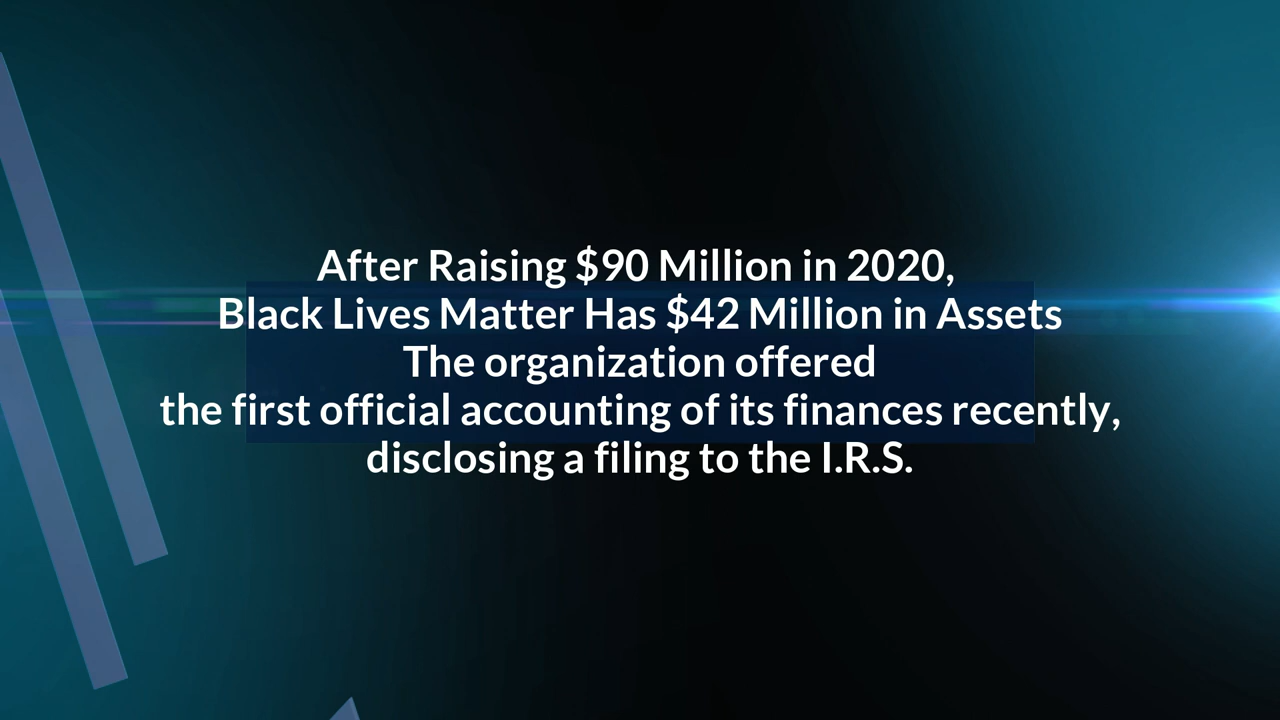 After Raising $90 Million in 2020,
Black Lives Matter Has $42 Million in Assets
The organization offered
the first official accounting of its finances recently,
disclosing a filing to the I.R.S.